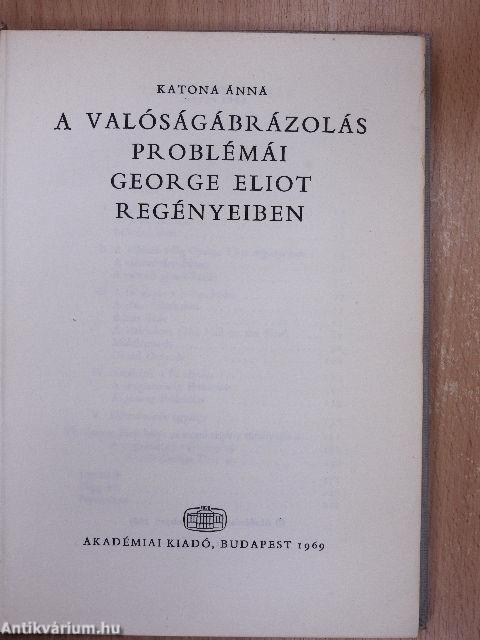 KATONA ANNA
A VALÓSÁGÁBRÁZOLÁS
PROBLÉMÁI
GEORGE ELIOT
REGÉNYEIBEN
AKADÉMIAI KIADÓ, BUDAPEST 1969
Antikvárium.hu